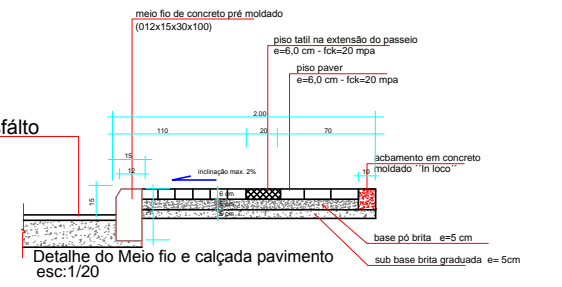 meio fio de concreto pré moldado
(012x15x30x100)
piso tatil na extensão do passeio
e=6,0 cm - fck=20 mpa
piso paver
e=6,0 cm - fck=20 mpa
2.00
fálto
110
20
70
15
acbamento em concreto
moldado ´´In loco´´
12
inclinação max. 2%
10
15
6 cm
5 cm
base pó brita e=5 cm
Detalhe do Meio fio e calçada pavimento
sub base brita graduada e= 5cm
esc:1/20